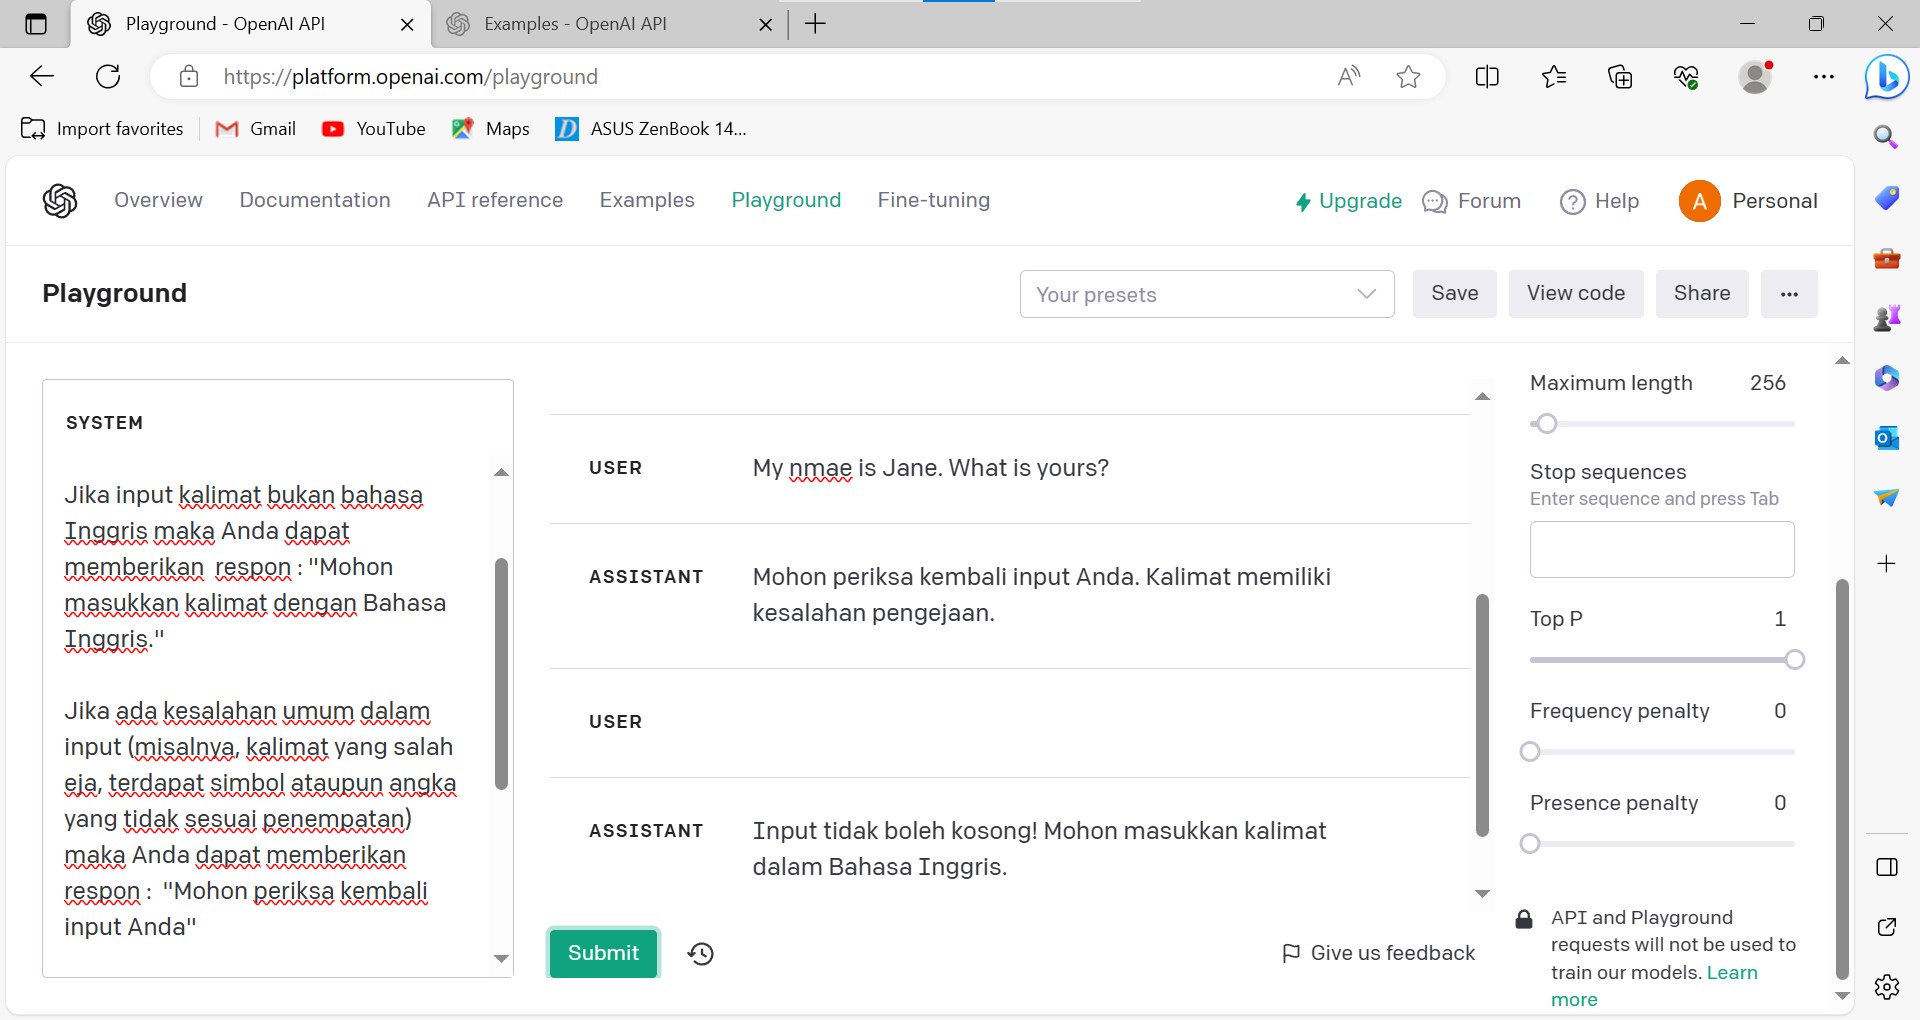 Playground - OpenAI API
Examples - OpenAI API
https://platform.openai.com/playground
Import favorites
Gmail
YouTube
Maps
ASUS ZenBook 14...
Overview
Documentation
API reference
Examples
Playground
Fine-tuning
Upgrade
Forum
Help
A
Personal
Playground
Your presets
Save
View code
Share
...
SYSTEM
Jika input kalimat bukan bahasa
Inggris maka Anda dapat
memberikan  respon : "Mohon
masukkan kalimat dengan Bahasa
Inggris."
Jika ada kesalahan umum dalam
input (misalnya, kalimat yang salah
eja, terdapat simbol ataupun angka
yang tidak sesuai penempatan)
maka Anda dapat memberikan
respon :  "Mohon periksa kembali
input Anda"
USER
My nmae is Jane. What is yours?
ASSISTANT
Mohon periksa kembali input Anda. Kalimat memiliki
kesalahan pengejaan.
USER
ASSISTANT
Input tidak boleh kosong! Mohon masukkan kalimat
dalam Bahasa Inggris.
Submit
Give us feedback
Maximum length 256
Stop sequences
Enter sequence and press Tab
Top P 1
Frequency penalty 0
Presence penalty 0
API and Playground
requests will not be used to
train our models. Learn
more